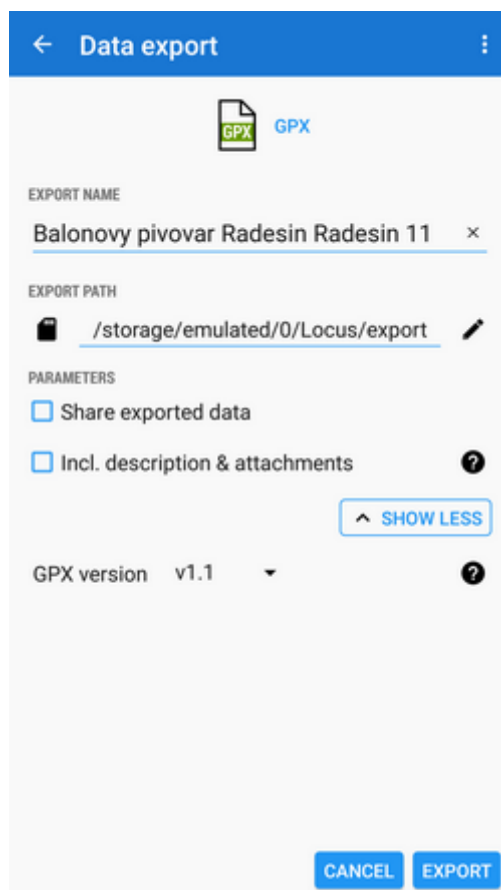 Data export
GPX GPX
EXPORT NAME
Balonovy pivovar Radesin Radesin 11
EXPORT PATH
/storage/emulated/0/Locus/export
PARAMETERS
Share exported data
Incl. description & attachments
SHOW LESS
GPX version v1.1
CANCEL EXPORT